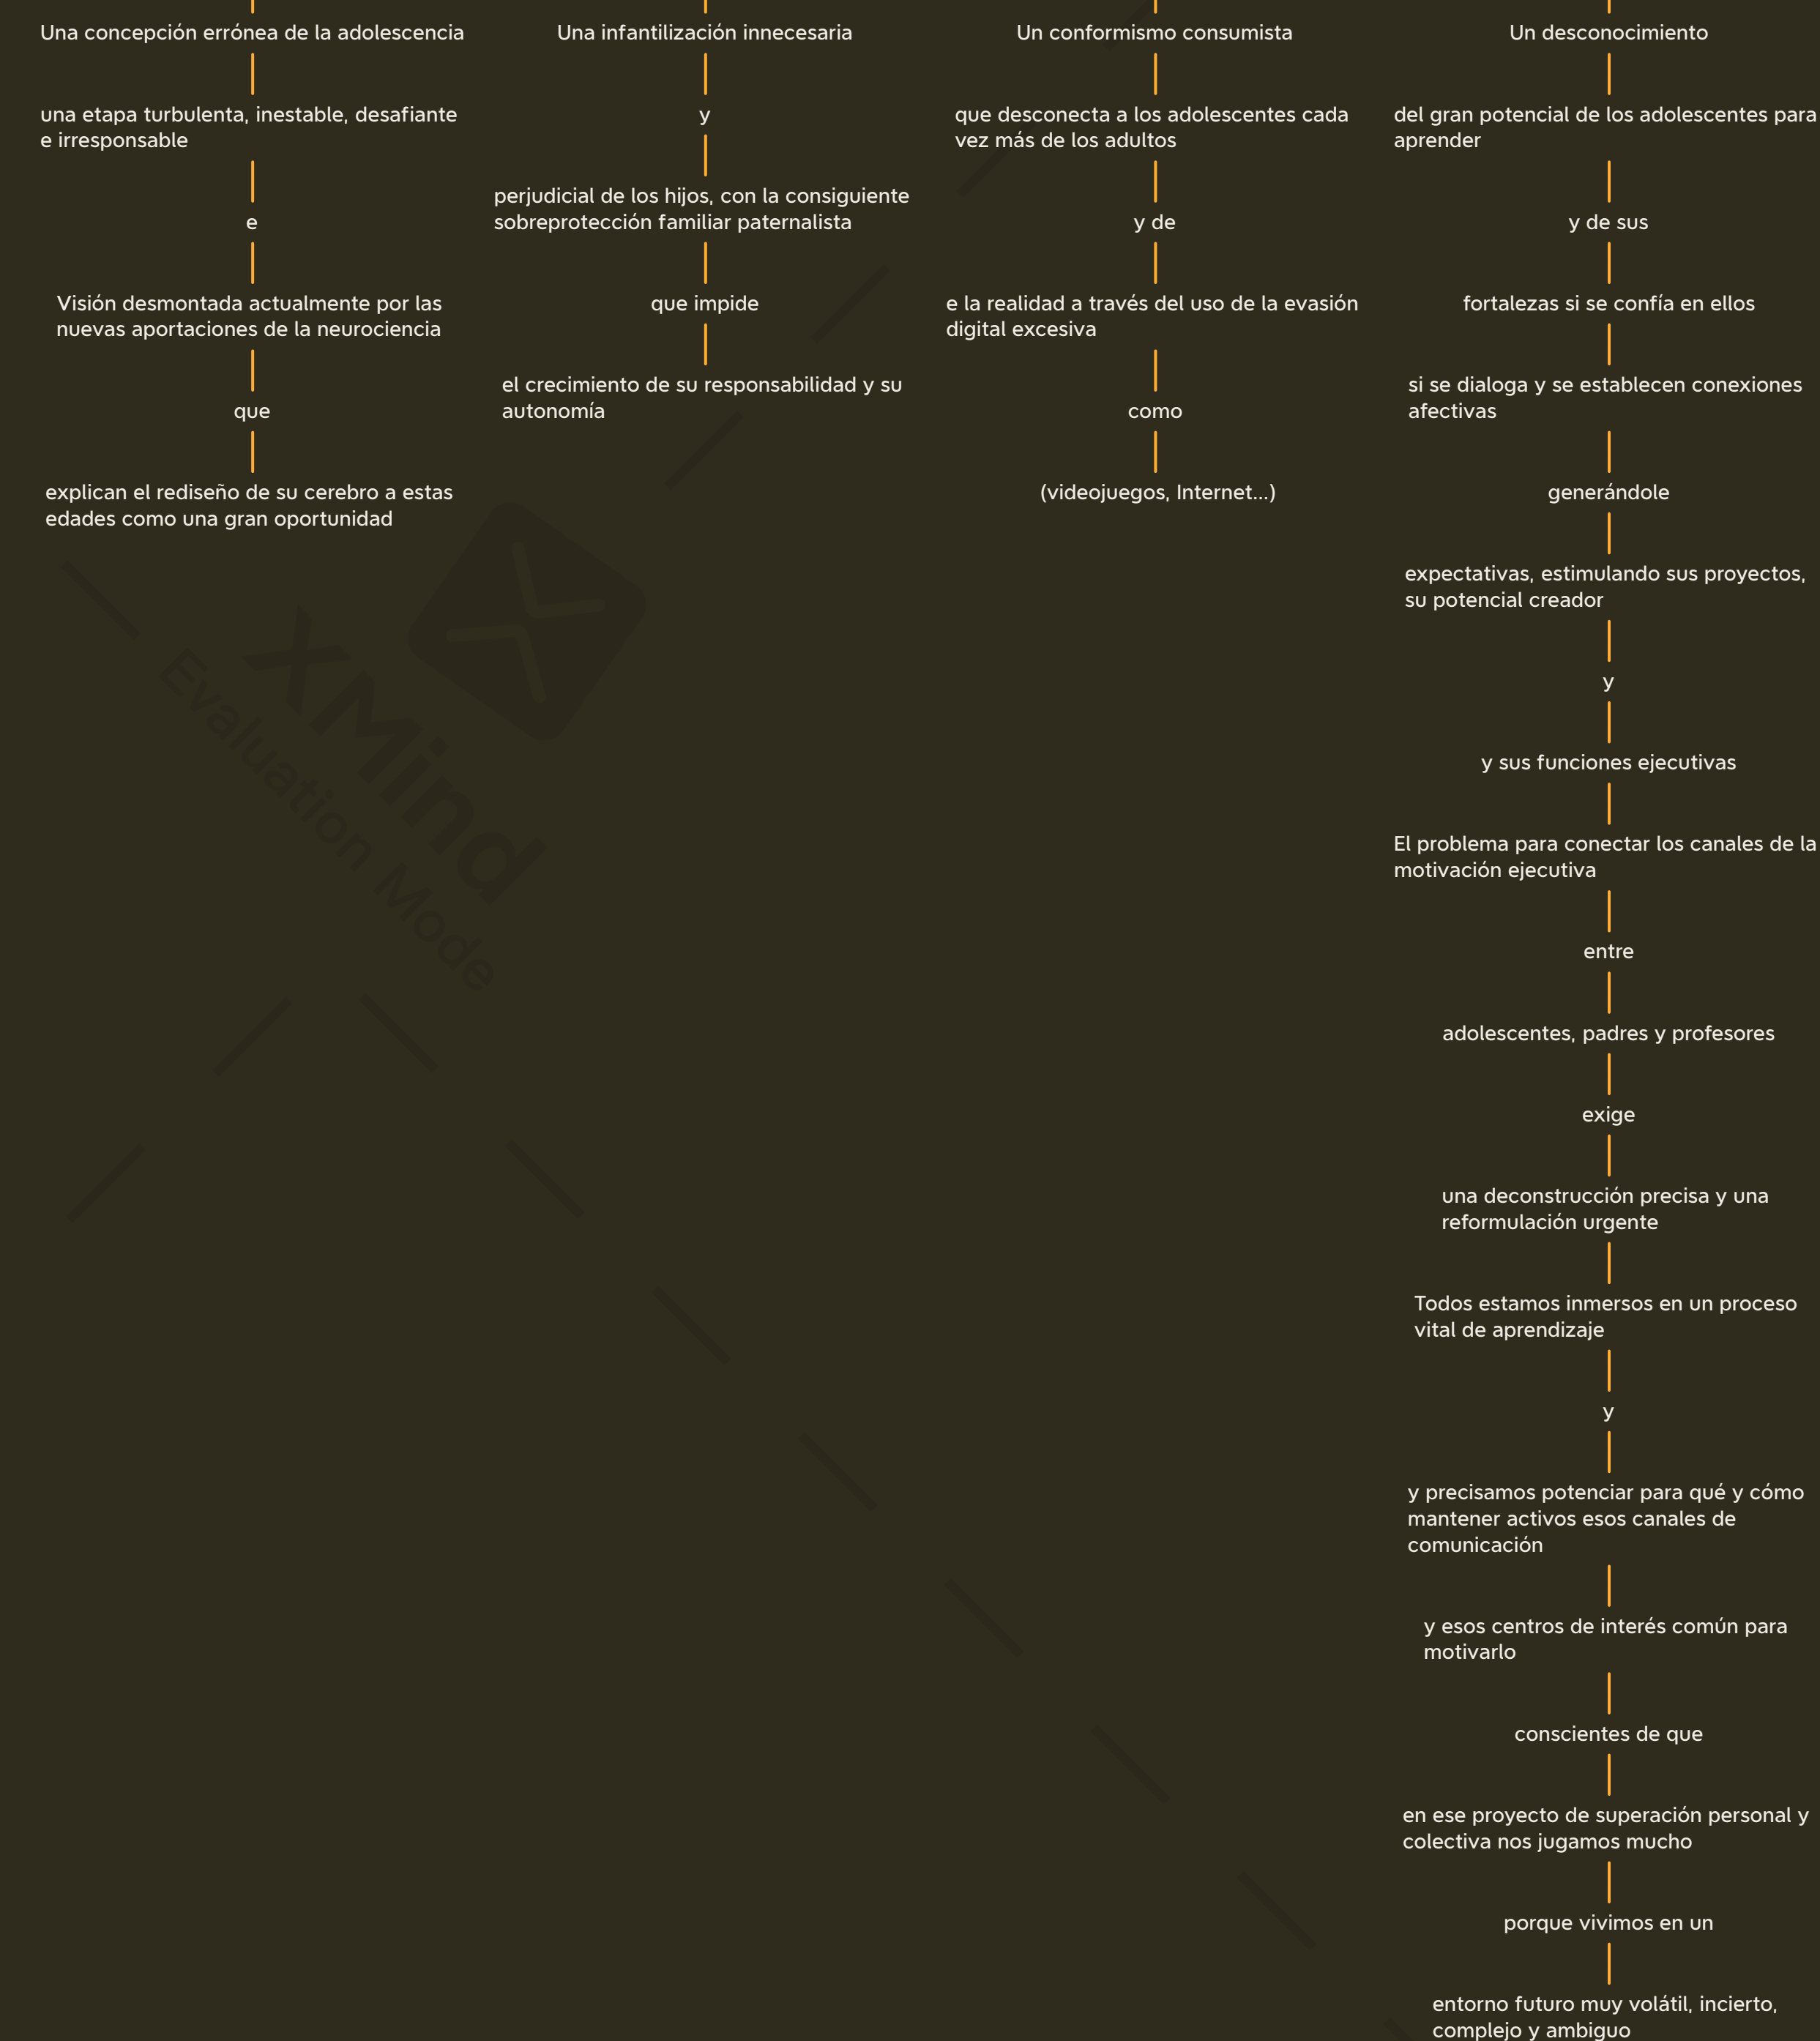 Una concepción errónea de la adolescencia
una etapa turbulenta, inestable, desafiante
e irresponsable
e
Visión desmontada actualmente por las
nuevas aportaciones de la neurociencia
que
explican el rediseño de su cerebro a estas
edades como una gran oportunidad
Una infantilización innecesaria
y
perjudicial de los hijos, con la consiguiente
sobreprotección familiar paternalista
que impide
el crecimiento de su responsabilidad y su
autonomía
Un conformismo consumista
que desconecta a los adolescentes cada
vez más de los adultos
y de
e la realidad a través del uso de la evasión
digital excesiva
como
(videojuegos, Internet...)
Un desconocimiento
del gran potencial de los adolescentes para
aprender
y de sus
fortalezas si se confía en ellos
si se dialoga y se establecen conexiones
afectivas
generándole
expectativas, estimulando sus proyectos,
su potencial creador
y
y sus funciones ejecutivas
El problema para conectar los canales de la
motivación ejecutiva
entre
adolescentes, padres y profesores
exige
una deconstrucción precisa y una
reformulación urgente
Todos estamos inmersos en un proceso
vital de aprendizaje
y
y precisamos potenciar para qué y cómo
mantener activos esos canales de
comunicación
y esos centros de interés común para
motivarlo
conscientes de que
en ese proyecto de superación personal y
colectiva nos jugamos mucho
porque vivimos en un
entorno futuro muy volátil, incierto,
complejo y ambiguo
XMind
Evaluation Mode